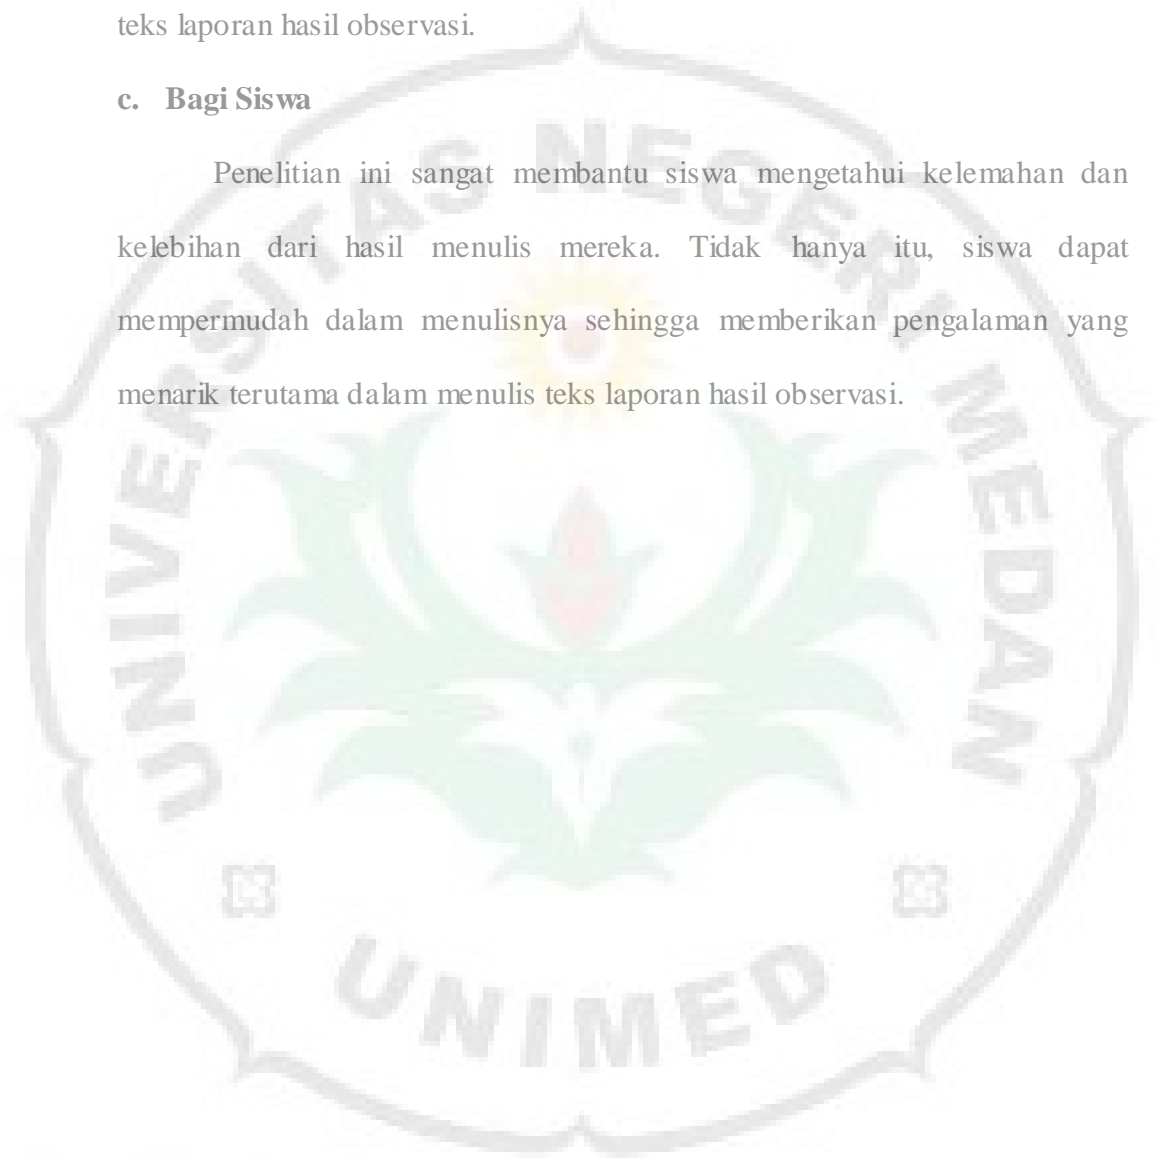 teks laporan hasil observasi.
c. Bagi Siswa
Penelitian ini sangat membantu siswa mengetahui kelemahan dan
kelebihan dari hasil menulis mereka. Tidak hanya itu, siswa dapat
mempermudah dalam menulisnya sehingga memberikan pengalaman yang
menarik terutama dalam menulis teks laporan hasil observasi.
UNIVERSITAS NEGERI MEDAN
UNIMED